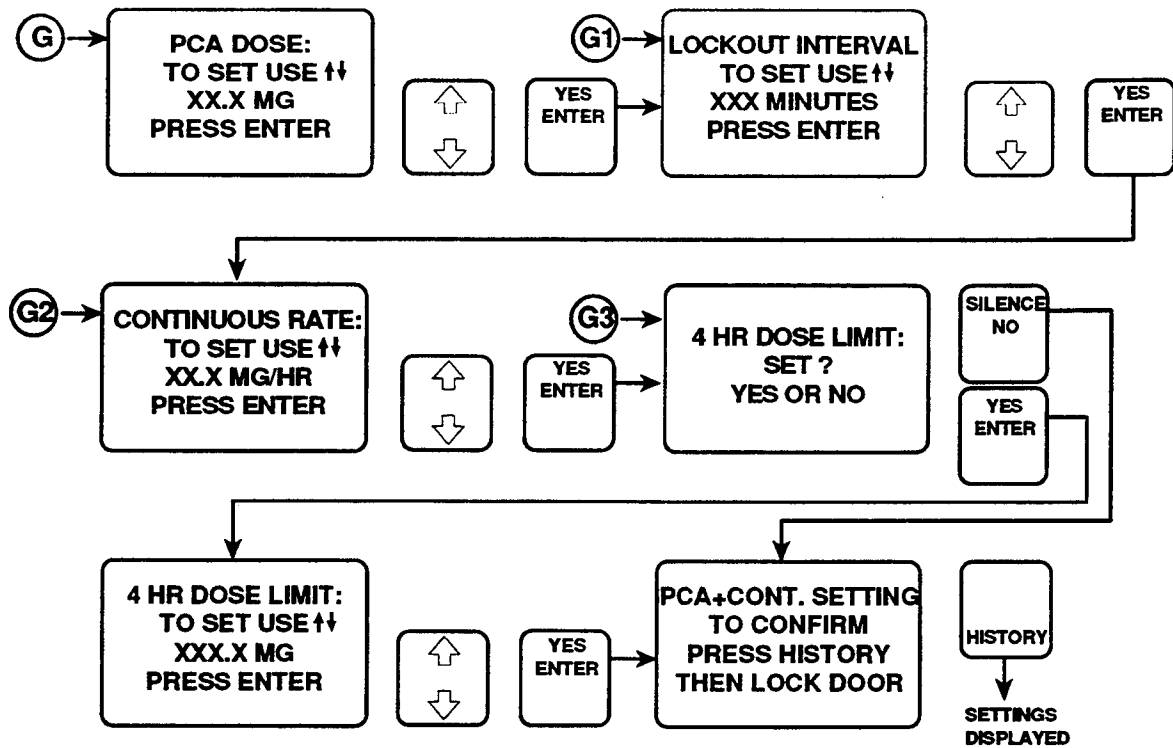 G
PCA DOSE:
TO SET USE ↑↓
XX.X MG
PRESS ENTER
YES
ENTER
G1
LOCKOUT INTERVAL
TO SET USE ↑↓
XXX MINUTES
PRESS ENTER
YES
ENTER
G2
CONTINUOUS RATE:
TO SET USE ↑↓
XX.X MG/HR
PRESS ENTER
YES
ENTER
G3
4 HR DOSE LIMIT:
SET ?
YES OR NO
SILENCE
NO
YES
ENTER
4 HR DOSE LIMIT:
TO SET USE ↑↓
XXX.X MG
PRESS ENTER
YES
ENTER
PCA+CONT. SETTING
TO CONFIRM
PRESS HISTORY
THEN LOCK DOOR
HISTORY
SETTINGS
DISPLAYED